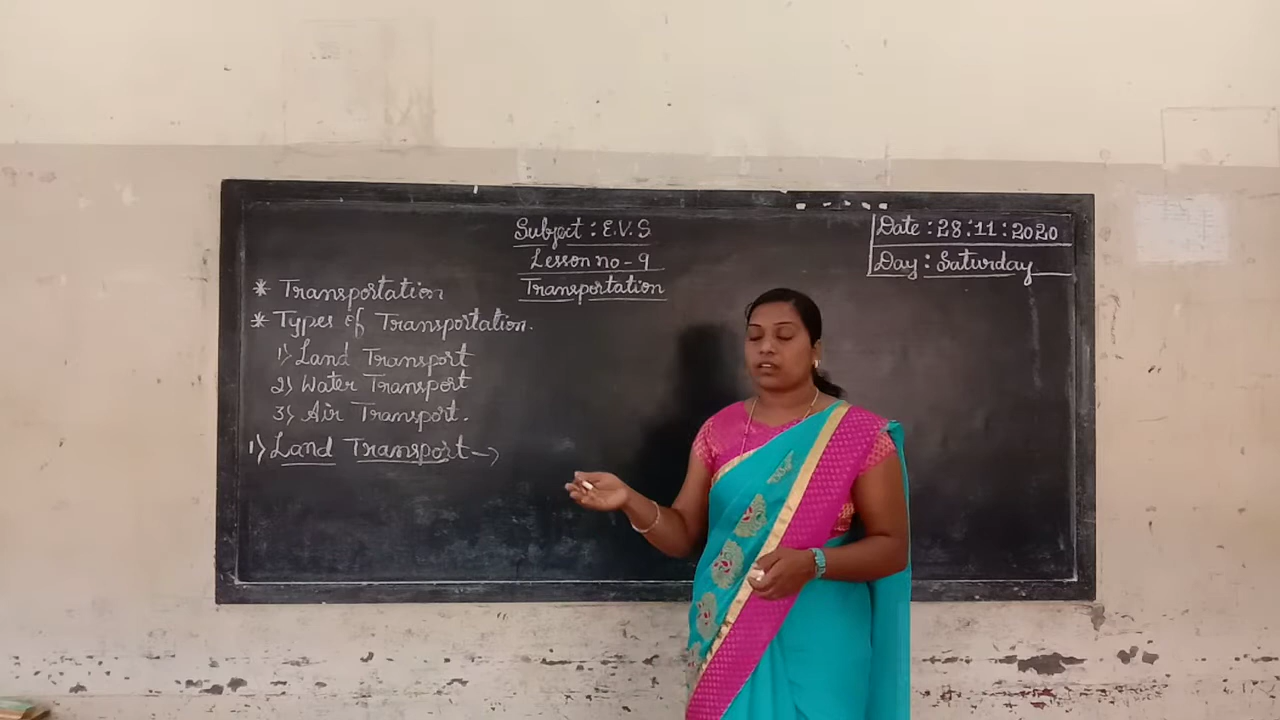 Subject : E.V.S
Lesson no - 9
Transportation
Date : 28 : 11 : 2020
Day : Saturday
* Transportation
* Types of Transportation.
1) Land Transport
2) Water Transport
3) Air Transport.
1) Land Transport →